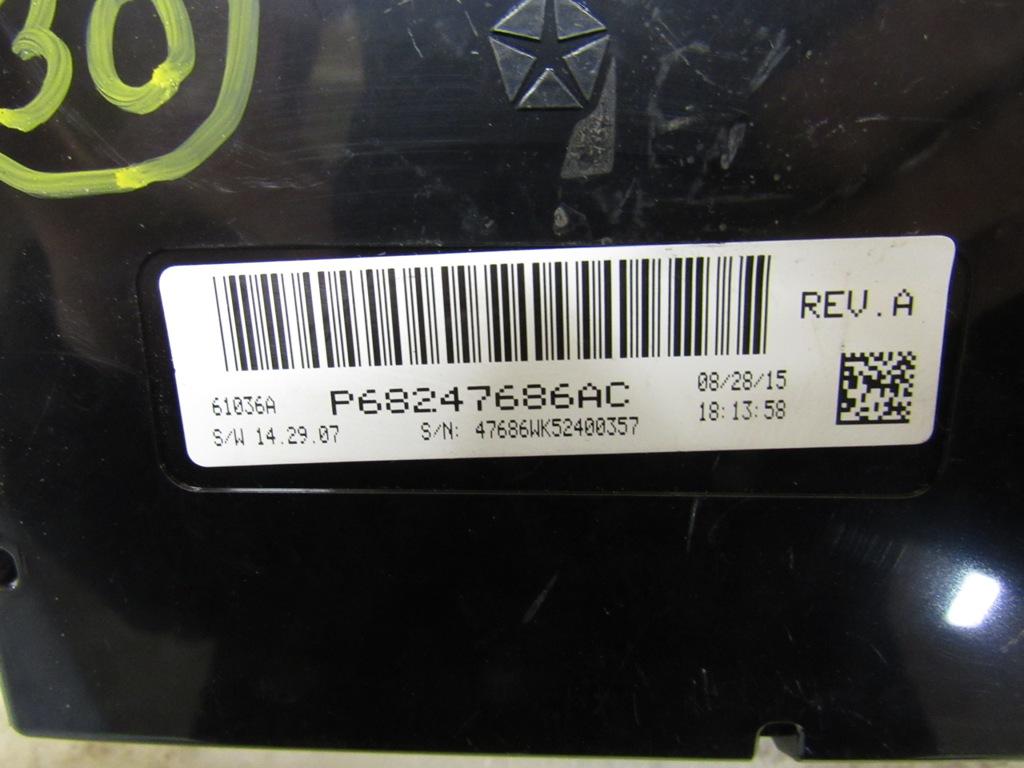 30
REV.A
61036A P68247686AC 08/28/15
S/W 14.29.07 S/N: 47686WK52400357 18:13:58